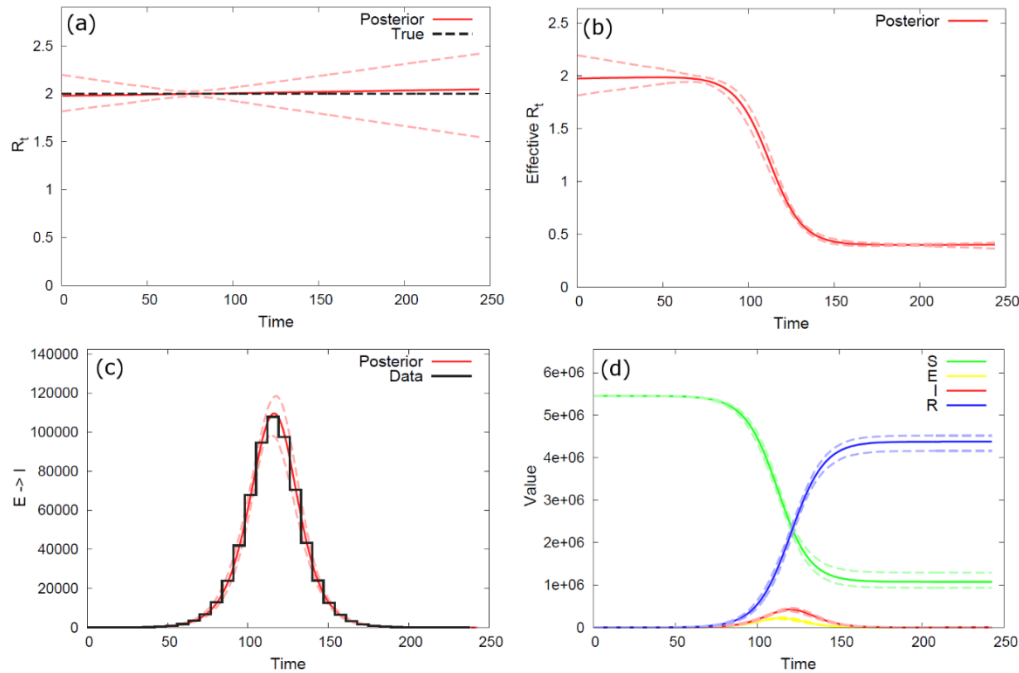 (a)
Posterior
True
2.5
2
1.5
1
0.5
0
R_t
0 50 100 150 200 250
Time
(b)
Posterior
2.5
2
1.5
1
0.5
0
Effective R_t
0 50 100 150 200 250
Time
(c)
Posterior
Data
140000
120000
100000
80000
60000
40000
20000
0
E -> I
0 50 100 150 200 250
Time
(d)
S
E
I
R
6e+06
5e+06
4e+06
3e+06
2e+06
1e+06
0
Value
0 50 100 150 200 250
Time